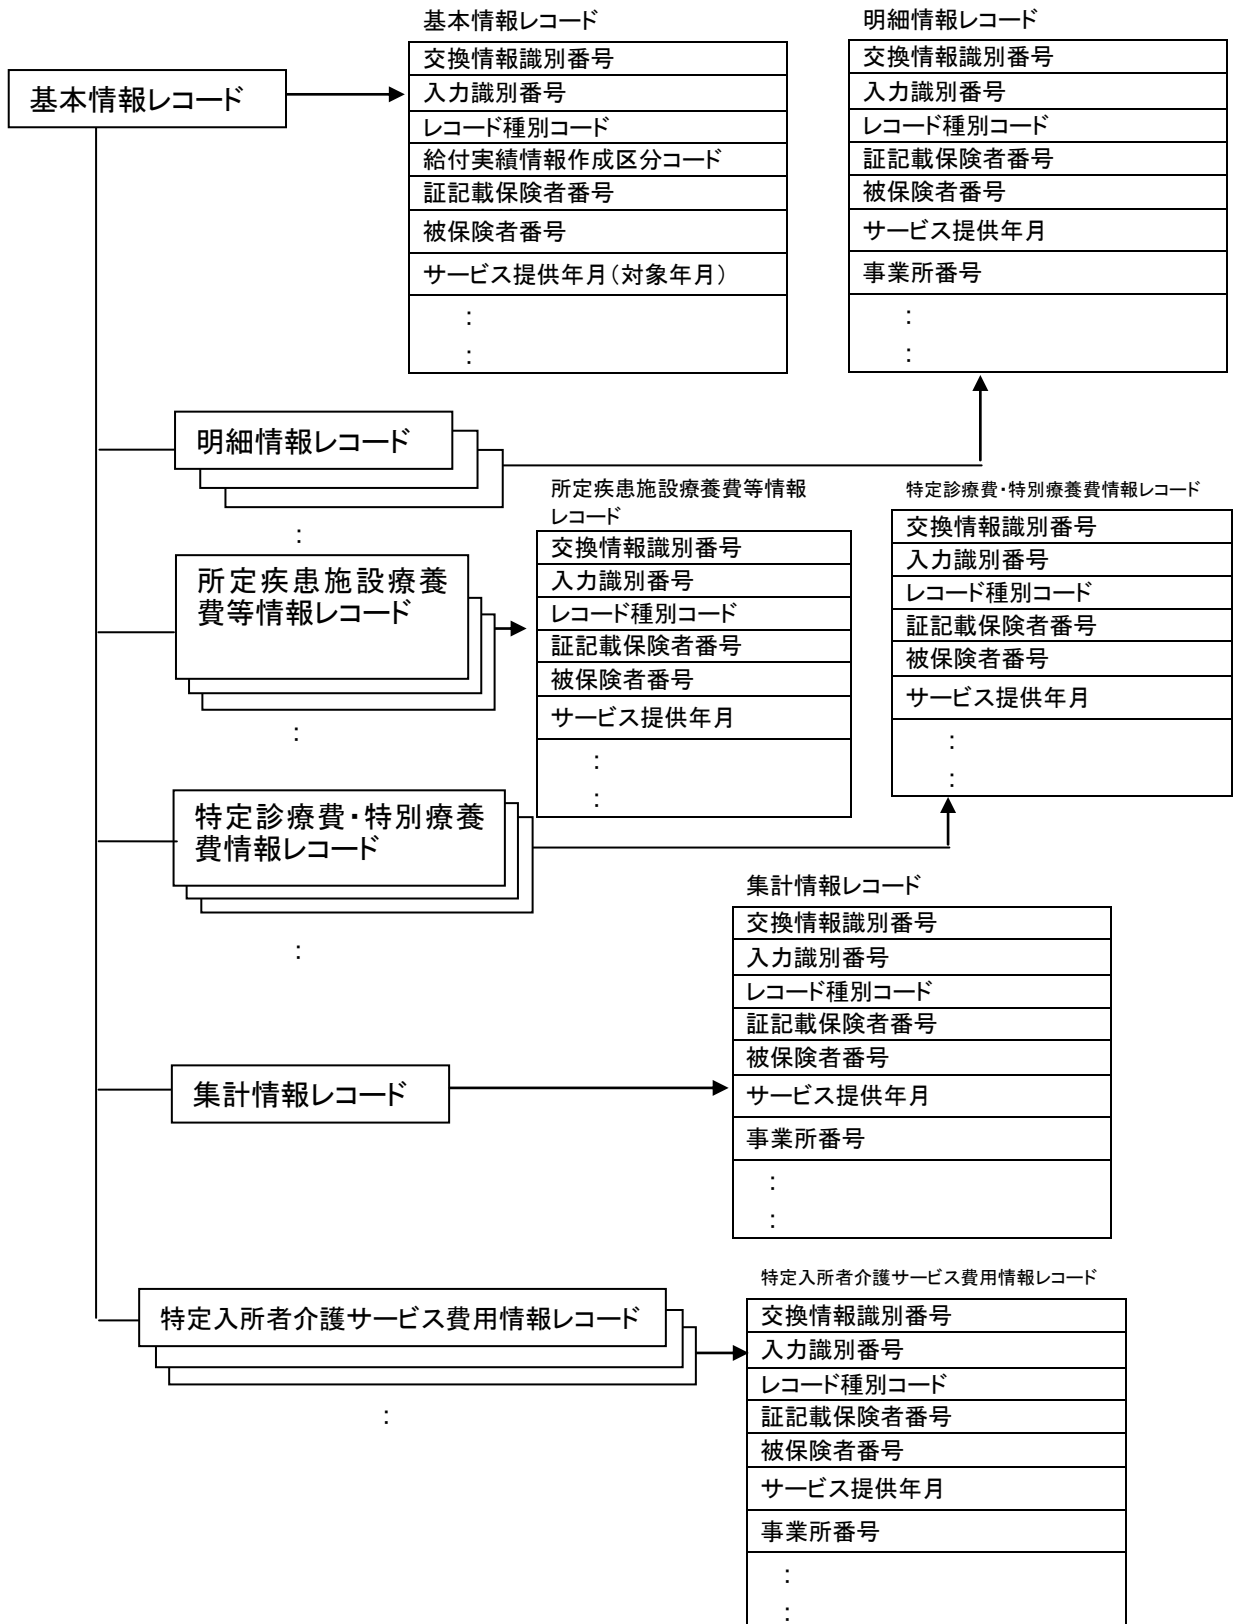 基本情報レコード
基本情報レコード
交換情報識別番号
入力識別番号
レコード種別コード
給付実績情報作成区分コード
証記載保険者番号
被保険者番号
サービス提供年月(対象年月)
:
:
明細情報レコード
交換情報識別番号
入力識別番号
レコード種別コード
証記載保険者番号
被保険者番号
サービス提供年月
事業所番号
:
:
明細情報レコード
:
所定疾患施設療養
費等情報レコード
:
所定疾患施設療養費等情報
レコード
交換情報識別番号
入力識別番号
レコード種別コード
証記載保険者番号
被保険者番号
サービス提供年月
:
:
特定診療費・特別療養費情報レコード
交換情報識別番号
入力識別番号
レコード種別コード
証記載保険者番号
被保険者番号
サービス提供年月
:
:
特定診療費・特別療養
費情報レコード
:
集計情報レコード
集計情報レコード
交換情報識別番号
入力識別番号
レコード種別コード
証記載保険者番号
被保険者番号
サービス提供年月
事業所番号
:
:
特定入所者介護サービス費用情報レコード
:
特定入所者介護サービス費用情報レコード
交換情報識別番号
入力識別番号
レコード種別コード
証記載保険者番号
被保険者番号
サービス提供年月
事業所番号
:
: